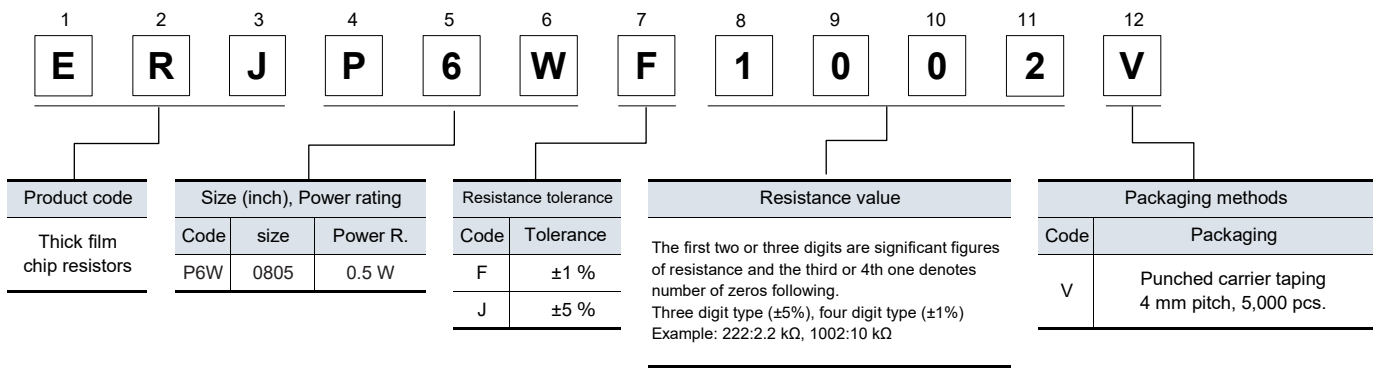 1 2 3 4 5 6 7 8 9 10 11 12
E R J P 6 W F 1 0 0 2 V
Product code
Thick film
chip resistors
Size (inch), Power rating
Code size Power R.
P6W 0805 0.5 W
Resistance tolerance
Code Tolerance
F ±1 %
J ±5 %
Resistance value
The first two or three digits are significant figures
of resistance and the third or 4th one denotes
number of zeros following.
Three digit type (±5%), four digit type (±1%)
Example: 222:2.2 kΩ, 1002:10 kΩ
Packaging methods
Code Packaging
V Punched carrier taping
4 mm pitch, 5,000 pcs.